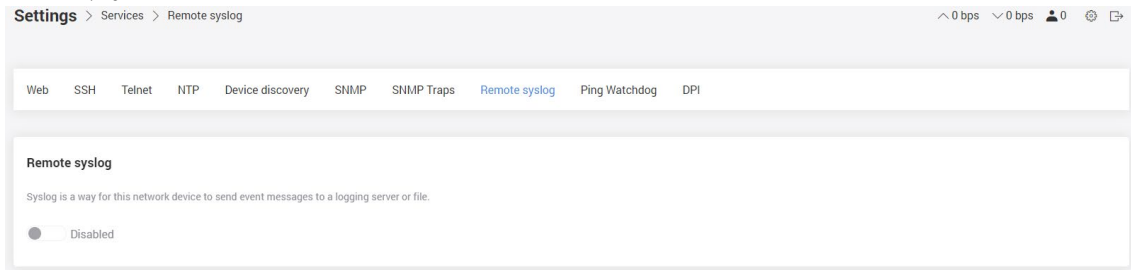 Settings > Services > Remote syslog 0 bps 0 bps 0
Web SSH Telnet NTP Device discovery SNMP SNMP Traps Remote syslog Ping Watchdog DPI
Remote syslog
Syslog is a way for this network device to send event messages to a logging server or file.
Disabled